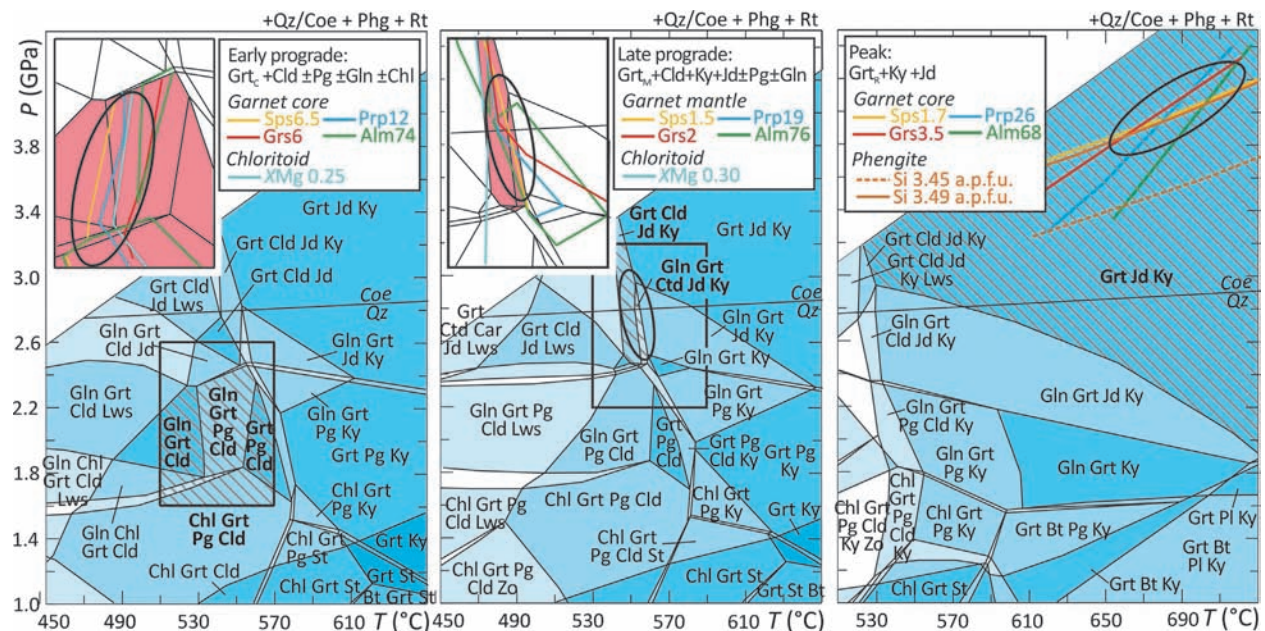 +Qz/Coe + Phg + Rt
P (GPa)
3.8
3.4
3.0
2.6
2.2
1.8
1.4
1.0
Early prograde:
GrtC +Cld ±Pg ±Gln ±Chl
Garnet core
Sps6.5 Prp12
Grs6 Alm74
Chloritoid
XMg 0.25
Grt Jd Ky
Grt Cld
Jd Ky
Grt Cld Jd
Grt Cld
Jd Lws
Coe
Qz
Gln Grt
Cld Jd
Gln Grt
Jd Ky
Gln Grt
Cld Lws
Gln
Grt
Cld
Gln
Grt
Pg
Cld
Grt
Pg
Cld
Gln Grt
Pg Ky
Grt Pg Ky
Gln Chl
Grt Cld
Lws
Chl Grt
Pg Ky
Gln Chl
Grt Cld
Chl Grt
Pg Cld
Chl Grt
Pg St
Grt Ky
Chl Grt Cld
Chl Grt St
Grt St
Bt Grt St
450 490 530 570 T (°C)
+Qz/Coe + Phg + Rt
Late prograde:
GrtM+Cld+Ky+Jd±Pg±Gln
Garnet mantle
Sps1.5 Prp19
Grs2 Alm76
Chloritoid
XMg 0.30
Grt Cld
Jd Ky
Grt Jd Ky
Gln Grt
Ctd Jd Ky
Coe
Qz
Grt
Ctd Car
Jd Lws
Grt Cld
Jd Lws
Gln Grt
Jd Ky
Gln Grt Ky
Gln Grt Pg
Cld Lws
Gln Grt
Pg Ky
Gln Grt
Pg Cld
Grt
Pg
Cld
Grt Pg
Cld Ky
Grt Pg
Ky
Chl Grt Pg
Cld Lws
Chl Grt
Pg Ky
Chl Grt Pg Cld
Grt Ky
Chl Grt
Pg Cld St
Chl Grt Pg
Cld Zo
Chl Grt St
Grt St
Grt St Bt
450 490 530 570 T (°C)
+Qz/Coe + Phg + Rt
Peak:
GrtR+Ky +Jd
Garnet core
Sps1.7 Prp26
Grs3.5 Alm68
Phengite
Si 3.45 a.p.f.u.
Si 3.49 a.p.f.u.
Grt Cld Jd Ky
Grt Cld Jd
Ky Lws
Grt Jd Ky
Coe
Qz
Gln Grt
Cld Jd Ky
Gln Grt Jd Ky
Gln Grt
Pg Cld Ky
Gln Grt
Pg Ky
Gln Grt Ky
Chl Grt
Pg Cld
Ky Zo
Chl
Grt
Pg
Cld
Ky
Chl Grt
Pg Ky
Grt Bt Pg Ky
Grt Pl Ky
Grt Bt
Pl Ky
Chl Grt St
Grt Bt Ky
530 570 610 650 690 T (°C)